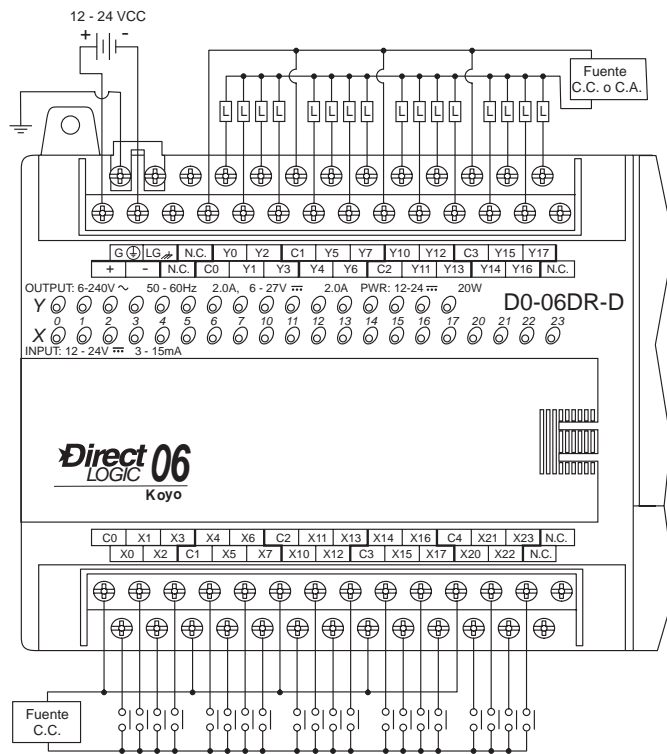 12 - 24 VCC
+ -
Fuente
C.C. o C.A.
L L L L L L L L L L L L L L L L
G LG N.C. Y0 Y2 C1 Y5 Y7 Y10 Y12 C3 Y15 Y17
+ - N.C. C0 Y1 Y3 Y4 Y6 C2 Y11 Y13 Y14 Y16 N.C.
OUTPUT: 6-240V 50 - 60Hz 2.0A, 6 - 27V 2.0A PWR: 12-24 20W
D0-06DR-D
Y
0 1 2 3 4 5 6 7 10 11 12 13 14 15 16 17 20 21 22 23
X
INPUT: 12 - 24V 3 - 15mA
Direct
LOGIC 06
Koyo
C0 X1 X3 X4 X6 C2 X11 X13 X14 X16 C4 X21 X23 N.C.
X0 X2 C1 X5 X7 X10 X12 C3 X15 X17 X20 X22 N.C.
Fuente
C.C.